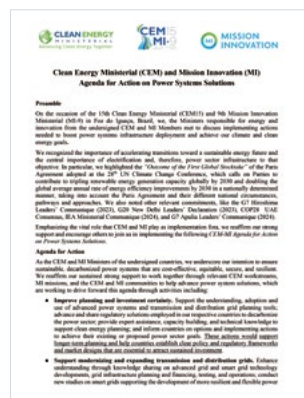 CLEAN ENERGY
MINISTERIAL
Advancing Clean Energy Together
CEM
MI
MISSION
INNOVATION
Clean Energy Ministerial (CEM) and Mission Innovation (MI)
Agenda for Action on Power Systems Solutions
Preamble
On the occasion of the 15th Clean Energy Ministerial (CEM15) and 9th Mission Innovation
Ministerial (MI-9) in Foz do Iguaçu, Brazil, we, the Ministers responsible for energy and
innovation from the undersigned CEM and MI Members met to discuss implementing actions
needed to boost power systems infrastructure deployment and achieve our climate and clean
energy goals.
We recognized the importance of accelerating transitions toward a sustainable energy future and
the central importance of electrification and, therefore, power sector infrastructure to that
objective. In particular, we highlighted the "Outcome of the First Global Stocktake" of the Paris
Agreement adopted at the 28th UN Climate Change Conference, which calls on Parties to
contribute to tripling renewable energy generation capacity globally by 2030 and doubling the
global average annual rate of energy efficiency improvements by 2030 in a nationally determined
manner, taking into account the Paris Agreement and their different national circumstances,
pathways and approaches. We also noted other relevant commitments, like the G7 Hiroshima
Leaders' Communiqué (2023), G20 New Delhi Leaders' Declaration (2023), COP28 UAE
Consensus, IEA Ministerial Communiqué (2024), and G7 Apulia Leaders' Communiqué (2024).
Emphasizing the vital role that CEM and MI play as implementation fora, we reaffirm our strong
support and encourage others to join us in implementing the following CEM-MI Agenda for Action
on Power Systems Solutions.
Agenda for Action
As the CEM and MI Ministers of the undersigned countries, we underscore our intention to ensure
sustainable, decarbonized power systems that are cost-effective, equitable, secure, and resilient.
We reaffirm our sustained strong support to work together through relevant CEM workstreams,
MI missions, and the CEM and MI communities to help advance power systems solutions, which
we are working to drive forward this agenda through activities including:
• Improve planning and investment certainty. Support the understanding, adoption and
use of advanced power systems and transmission and distribution grid planning tools;
advance and share regulatory solutions employed in our respective countries to decarbonize
the power sector; provide expert assistance, capacity building, and technical knowledge to
support clean energy planning; and inform countries on options and implementing actions
to achieve their existing or proposed power sector goals. These actions would support
longer-term planning and help countries establish clear policy and regulatory frameworks
and market designs that are essential to attract sustained investment.
• Support modernizing and expanding transmission and distribution grids. Enhance
understanding through knowledge sharing on advanced grid and smart grid technology
developments, grid infrastructure planning and financing, testing, and operations; conduct
new studies on smart grids supporting the development of more resilient and flexible power